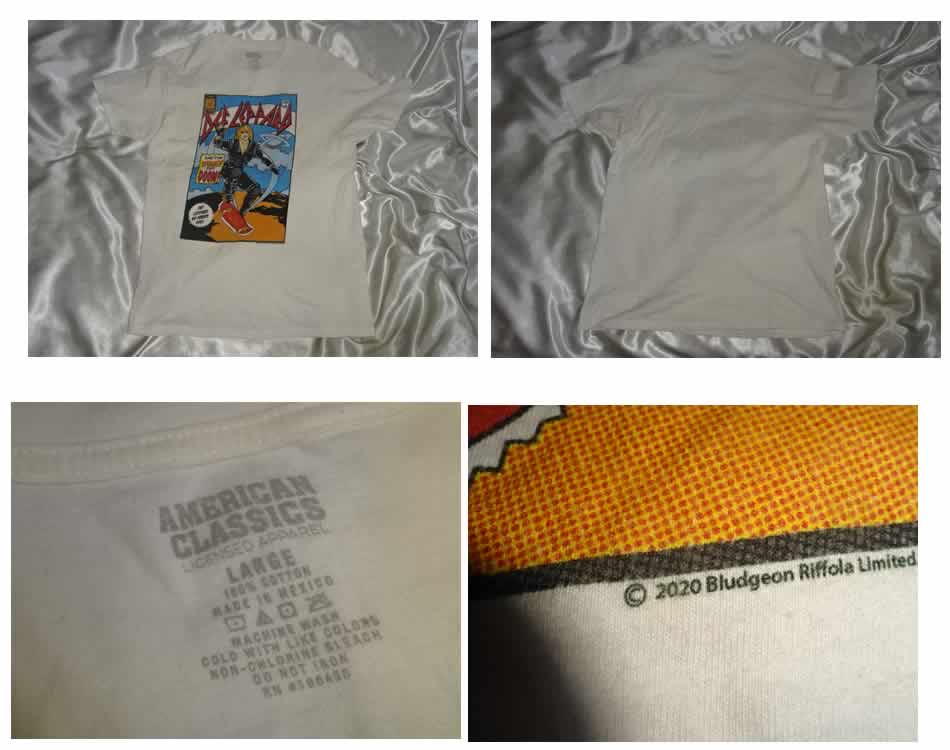 DEF LEPPARD
DOOM!
AMERICAN
CLASSICS
LICENSED APPAREL
LARGE
100% COTTON
MADE IN MEXICO
MACHINE WASH
COLD WITH LIKE COLORS
NON-CHLORINE BLEACH
DO NOT IRON
© 2020 Bludgeon Riffola Limited